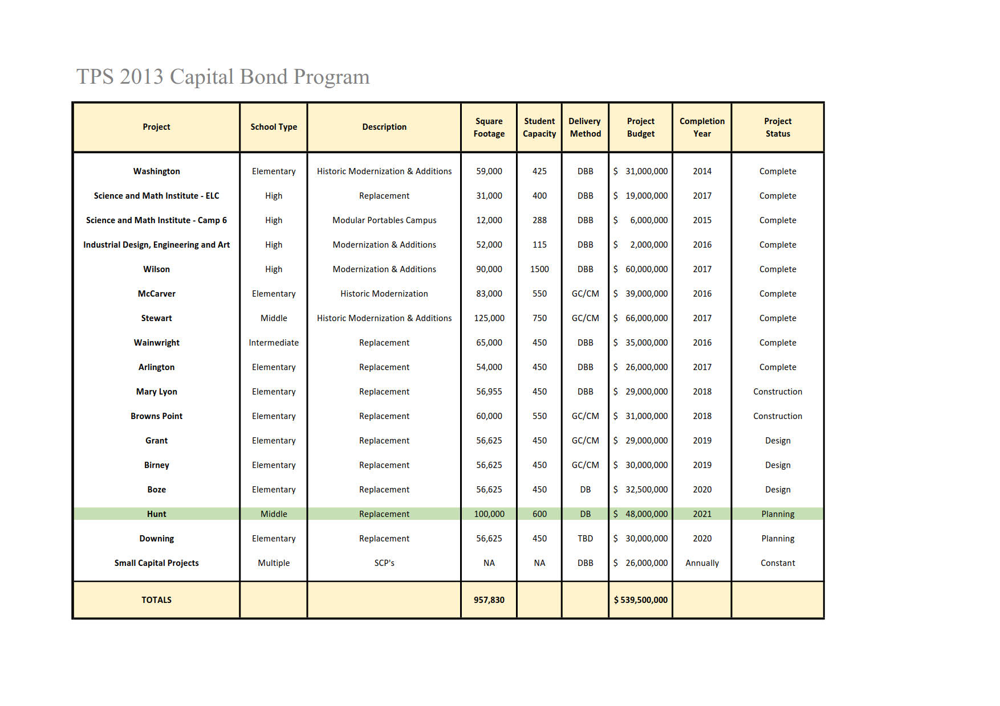 TPS 2013 Capital Bond Program
Project School Type Description Square Footage Student Capacity Delivery Method Project Budget Completion Year Project Status
Washington Elementary Historic Modernization & Additions 59,000 425 DBB $ 31,000,000 2014 Complete
Science and Math Institute - ELC High Replacement 31,000 400 DBB $ 19,000,000 2017 Complete
Science and Math Institute - Camp 6 High Modular Portables Campus 12,000 288 DBB $ 6,000,000 2015 Complete
Industrial Design, Engineering and Art High Modernization & Additions 52,000 115 DBB $ 2,000,000 2016 Complete
Wilson High Modernization & Additions 90,000 1500 DBB $ 60,000,000 2017 Complete
McCarver Elementary Historic Modernization 83,000 550 GC/CM $ 39,000,000 2016 Complete
Stewart Middle Historic Modernization & Additions 125,000 750 GC/CM $ 66,000,000 2017 Complete
Wainwright Intermediate Replacement 65,000 450 DBB $ 35,000,000 2016 Complete
Arlington Elementary Replacement 54,000 450 DBB $ 26,000,000 2017 Complete
Mary Lyon Elementary Replacement 56,955 450 DBB $ 29,000,000 2018 Construction
Browns Point Elementary Replacement 60,000 550 GC/CM $ 31,000,000 2018 Construction
Grant Elementary Replacement 56,625 450 GC/CM $ 29,000,000 2019 Design
Birney Elementary Replacement 56,625 450 GC/CM $ 30,000,000 2019 Design
Boze Elementary Replacement 56,625 450 DB $ 32,500,000 2020 Design
Hunt Middle Replacement 100,000 600 DB $ 48,000,000 2021 Planning
Downing Elementary Replacement 56,625 450 TBD $ 30,000,000 2020 Planning
Small Capital Projects Multiple SCP's NA NA DBB $ 26,000,000 Annually Constant
TOTALS 957,830 $ 539,500,000